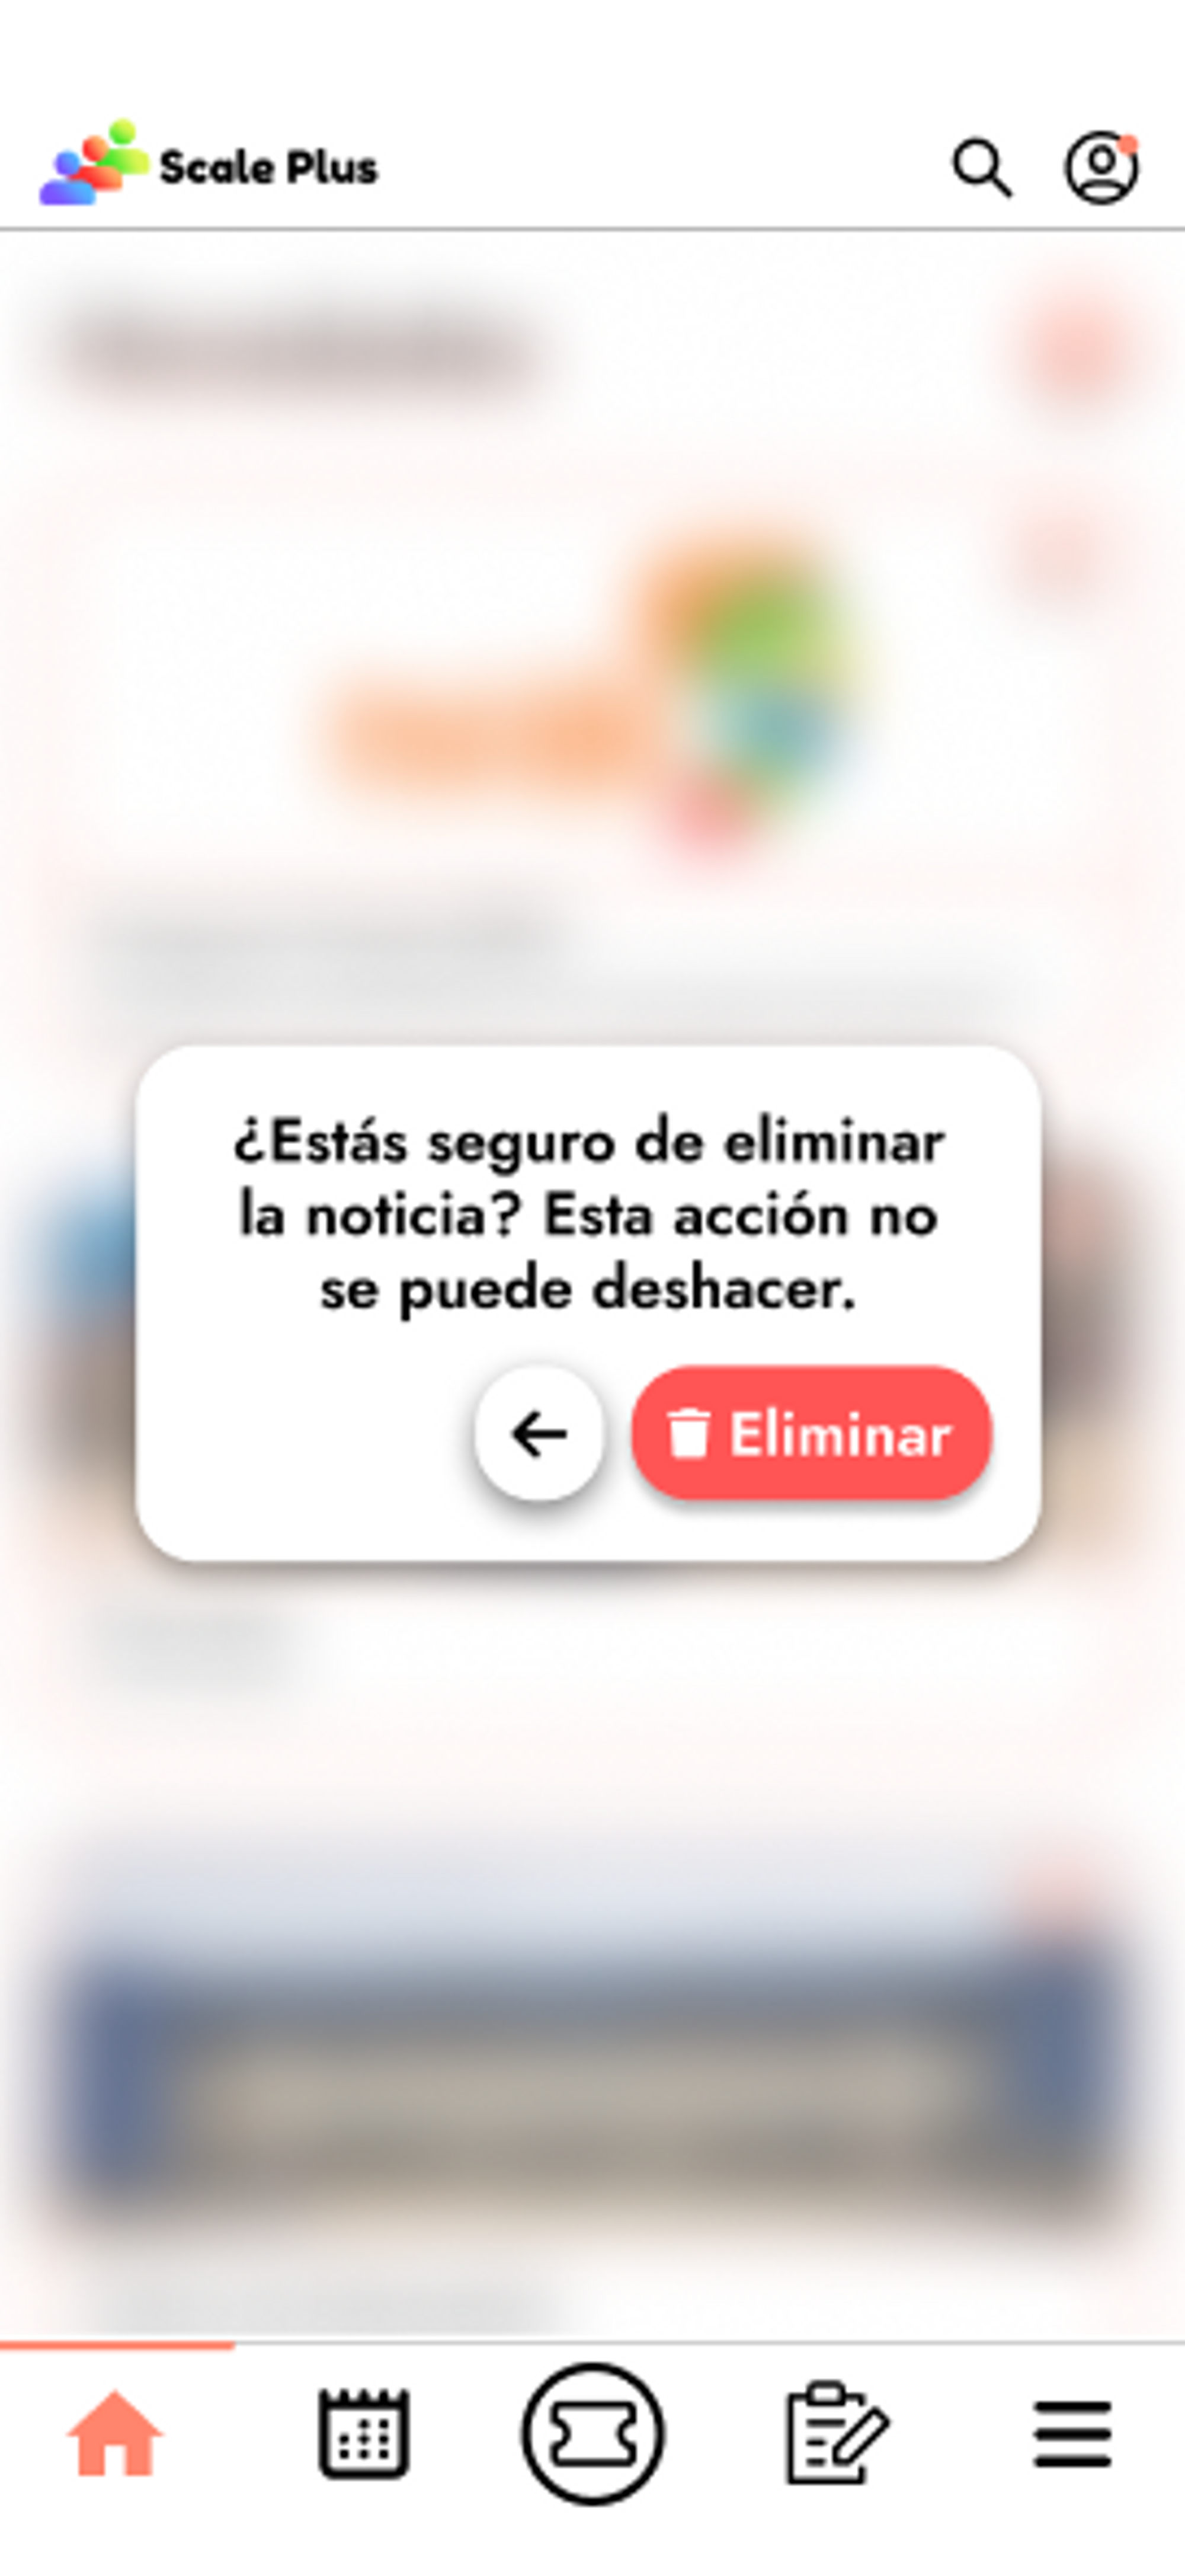 Scale Plus
¿Estás seguro de eliminar
la noticia? Esta acción no
se puede deshacer.
Eliminar